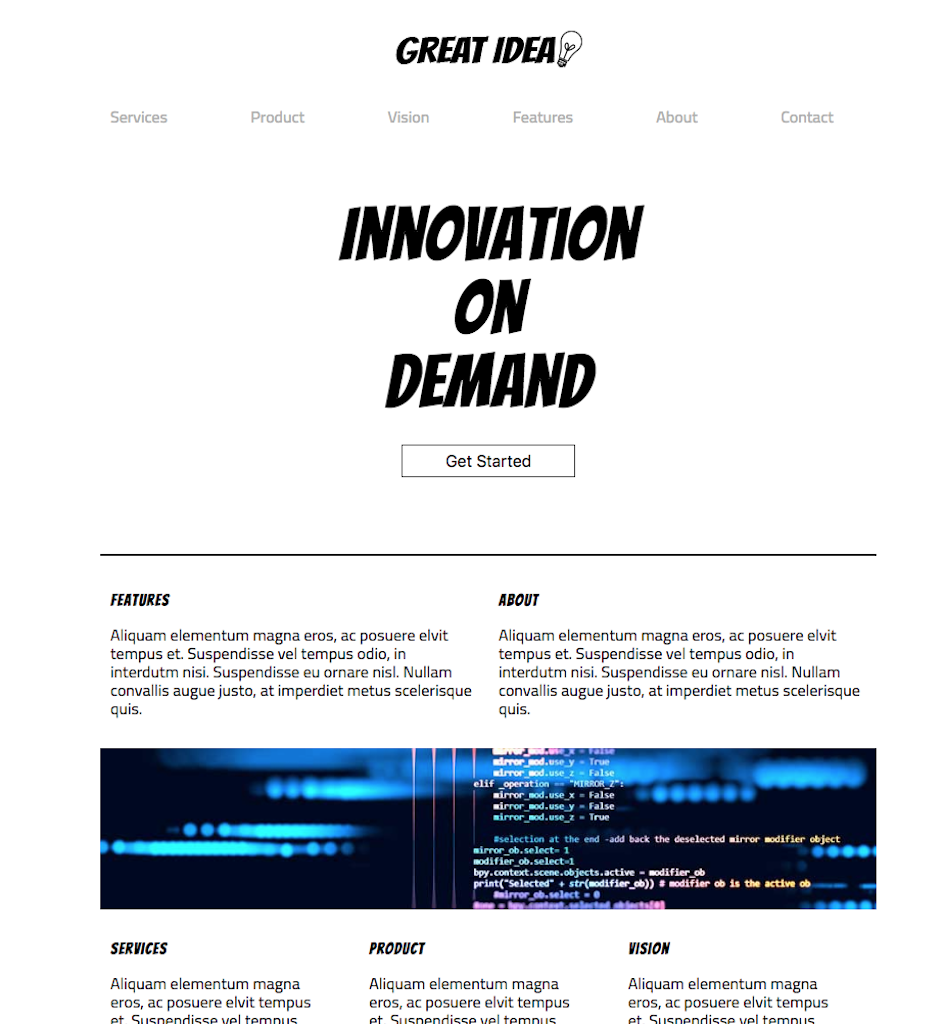 GREAT IDEA
Services Product Vision Features About Contact
INNOVATION
ON
DEMAND
Get Started
FEATURES
Aliquam elementum magna eros, ac posuere elvit
tempus et. Suspendisse vel tempus odio, in
interdutm nisi. Suspendisse eu ornare nisl. Nullam
convallis augue justo, at imperdiet metus scelerisque
quis.
ABOUT
Aliquam elementum magna eros, ac posuere elvit
tempus et. Suspendisse vel tempus odio, in
interdutm nisi. Suspendisse eu ornare nisl. Nullam
convallis augue justo, at imperdiet metus scelerisque
quis.
mirror_mod.use_x = False
mirror_mod.use_y = True
mirror_mod.use_z = False
elif _operation == "MIRROR_Z":
mirror_mod.use_x = False
mirror_mod.use_y = False
mirror_mod.use_z = True
#selection at the end -add back the deselected mirror modifier object
mirror_ob.select= 1
modifier_ob.select=1
bpy.context.scene.objects.active = modifier_ob
print("Selected" + str(modifier_ob)) # modifier ob is the active ob
#mirror_ob.select = 0
= bpy.context.selected_objects[0]
SERVICES
Aliquam elementum magna
eros, ac posuere elvit tempus
et. Suspendisse vel tempus
PRODUCT
Aliquam elementum magna
eros, ac posuere elvit tempus
et. Suspendisse vel tempus
VISION
Aliquam elementum magna
eros, ac posuere elvit tempus
et. Suspendisse vel tempus